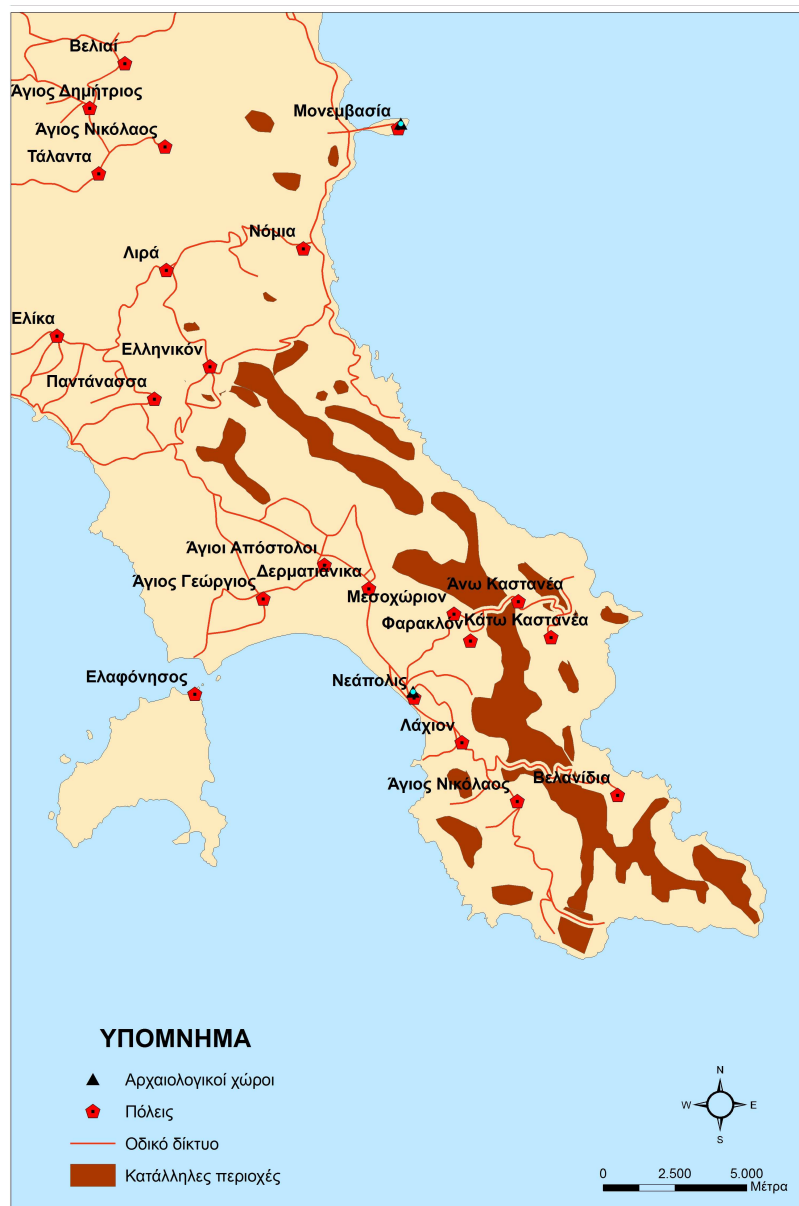 Βελιαί
Άγιος Δημήτριος
Μονεμβασία
Άγιος Νικόλαος
Τάλαντα
Νόμια
Λιρά
Ελίκα
Ελληνικόν
Παντάνασσα
Άγιοι Απόστολοι
Δερματιάνικα
Άγιος Γεώργιος
Άνω Καστανέα
Μεσοχώριον
Φαρακλόν
Κάτω Καστανέα
Ελαφόνησος
Νεάπολις
Λάχιον
Άγιος Νικόλαος
Βελανίδια
ΥΠΟΜΝΗΜΑ
Αρχαιολογικοί χώροι
Πόλεις
Οδικό δίκτυο
Κατάλληλες περιοχές
N
W E
S
0 2.500 5.000
Μέτρα